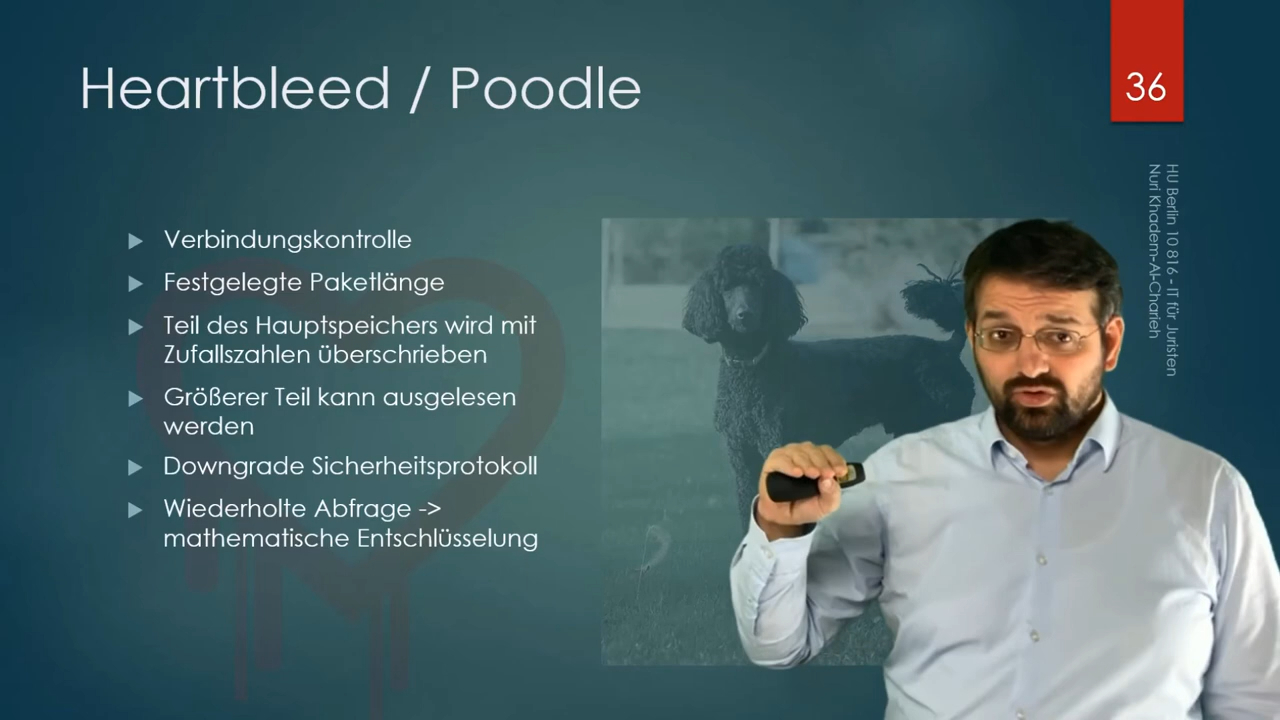 Heartbleed / Poodle
36
HU Berlin 10 816 - IT für Juristen
Nuri Khadem-Al-Charieh
Verbindungskontrolle
Festgelegte Paketlänge
Teil des Hauptspeichers wird mit
Zufallszahlen überschrieben
Größerer Teil kann ausgelesen
werden
Downgrade Sicherheitsprotokoll
Wiederholte Abfrage ->
mathematische Entschlüsselung